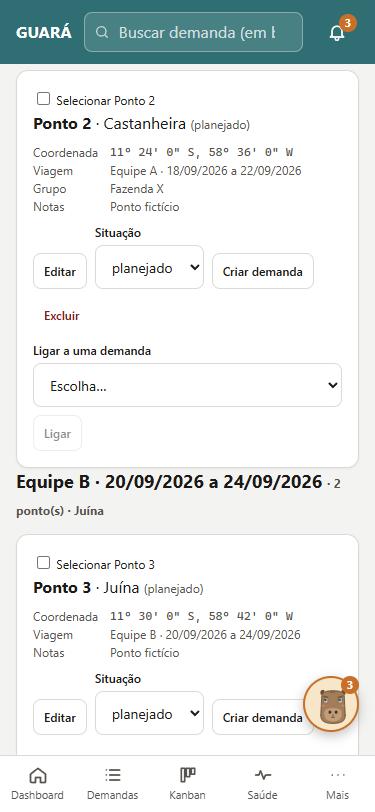 GUARÁ
Buscar demanda (em b
3
Selecionar Ponto 2
Ponto 2 · Castanheira (planejado)
Coordenada 11° 24' 0" S, 58° 36' 0" W
Viagem Equipe A · 18/09/2026 a 22/09/2026
Grupo Fazenda X
Notas Ponto fictício
Situação
Editar planejado Criar demanda
Excluir
Ligar a uma demanda
Escolha...
Ligar
Equipe B · 20/09/2026 a 24/09/2026 · 2
ponto(s) · Juína
Selecionar Ponto 3
Ponto 3 · Juína (planejado)
Coordenada 11° 30' 0" S, 58° 42' 0" W
Viagem Equipe B · 20/09/2026 a 24/09/2026
Notas Ponto fictício
Situação
Editar planejado Criar demanda
3
Dashboard Demandas Kanban Saúde Mais